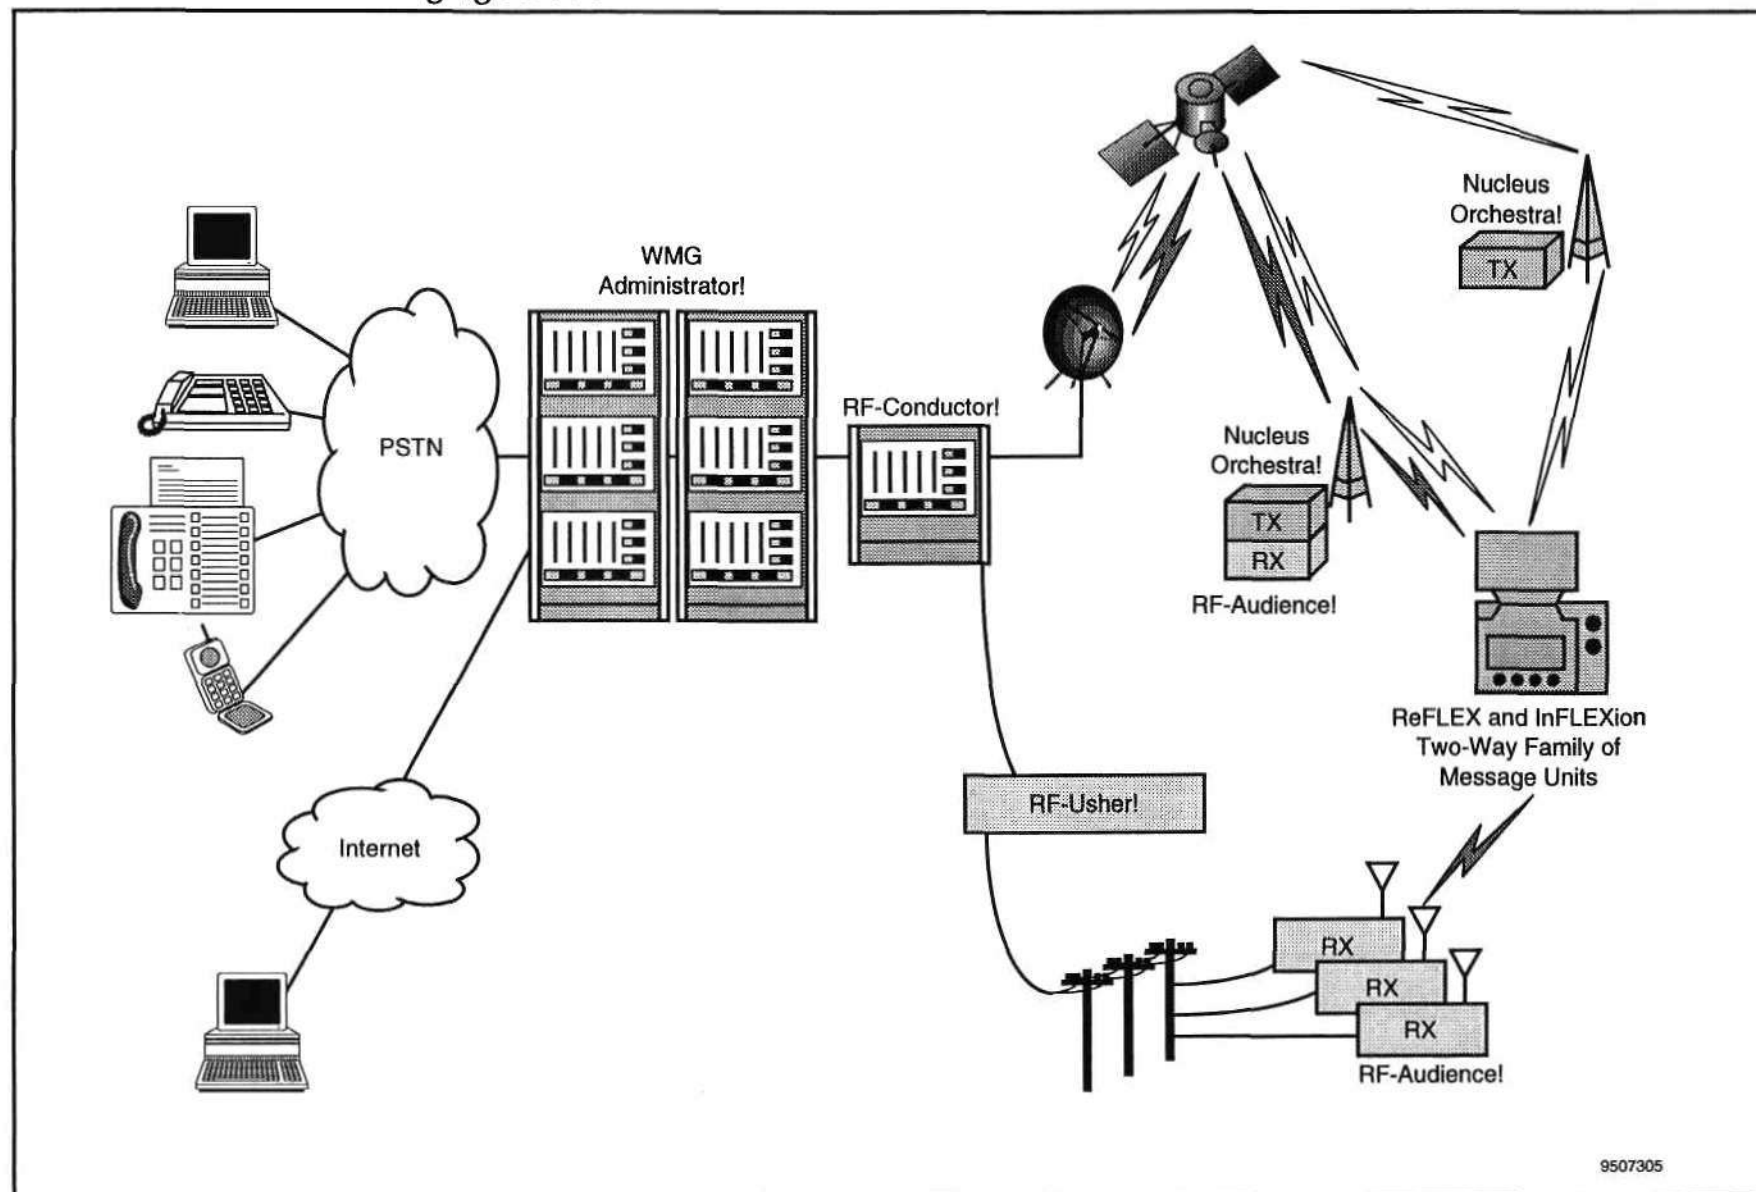 WMG
Administrator!
PSTN
RF-Conductor!
Nucleus
Orchestra!
TX
Nucleus
Orchestra!
TX
RX
RF-Audience!
ReFLEX and InFLEXion
Two-Way Family of
Message Units
RF-Usher!
Internet
RX
RX
RX
RF-Audience!
9507305